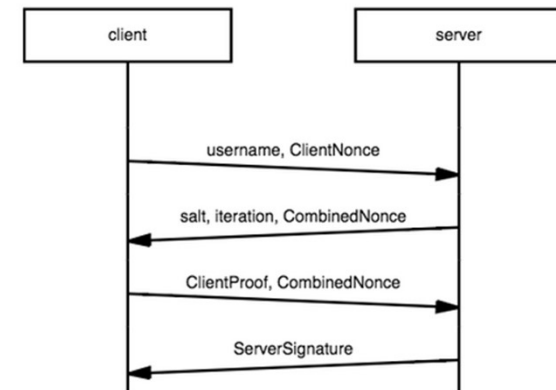 client
server
username, ClientNonce
salt, iteration, CombinedNonce
ClientProof, CombinedNonce
ServerSignature